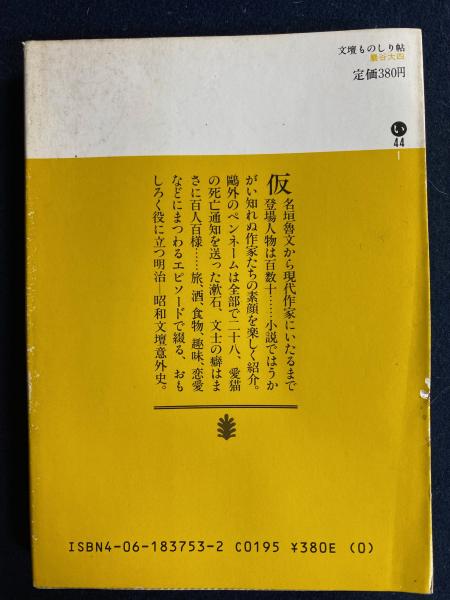 文壇ものしり帖
巖谷大四
定価380円
い
44
1
仮名垣魯文から現代作家にいたるまで
登場人物は百数十……小説ではうか
がい知れぬ作家たちの素顔を楽しく紹介。
鷗外のペンネームは全部で二十八、愛猫
の死亡通知を送った漱石、文士の癖はま
さに百人百様……旅、酒、食物、趣味、恋愛
などにまつわるエピソードで綴る、おも
しろく役に立つ明治―昭和文壇意外史。
ISBN4-06-183753-2 C0195 ¥380E (0)